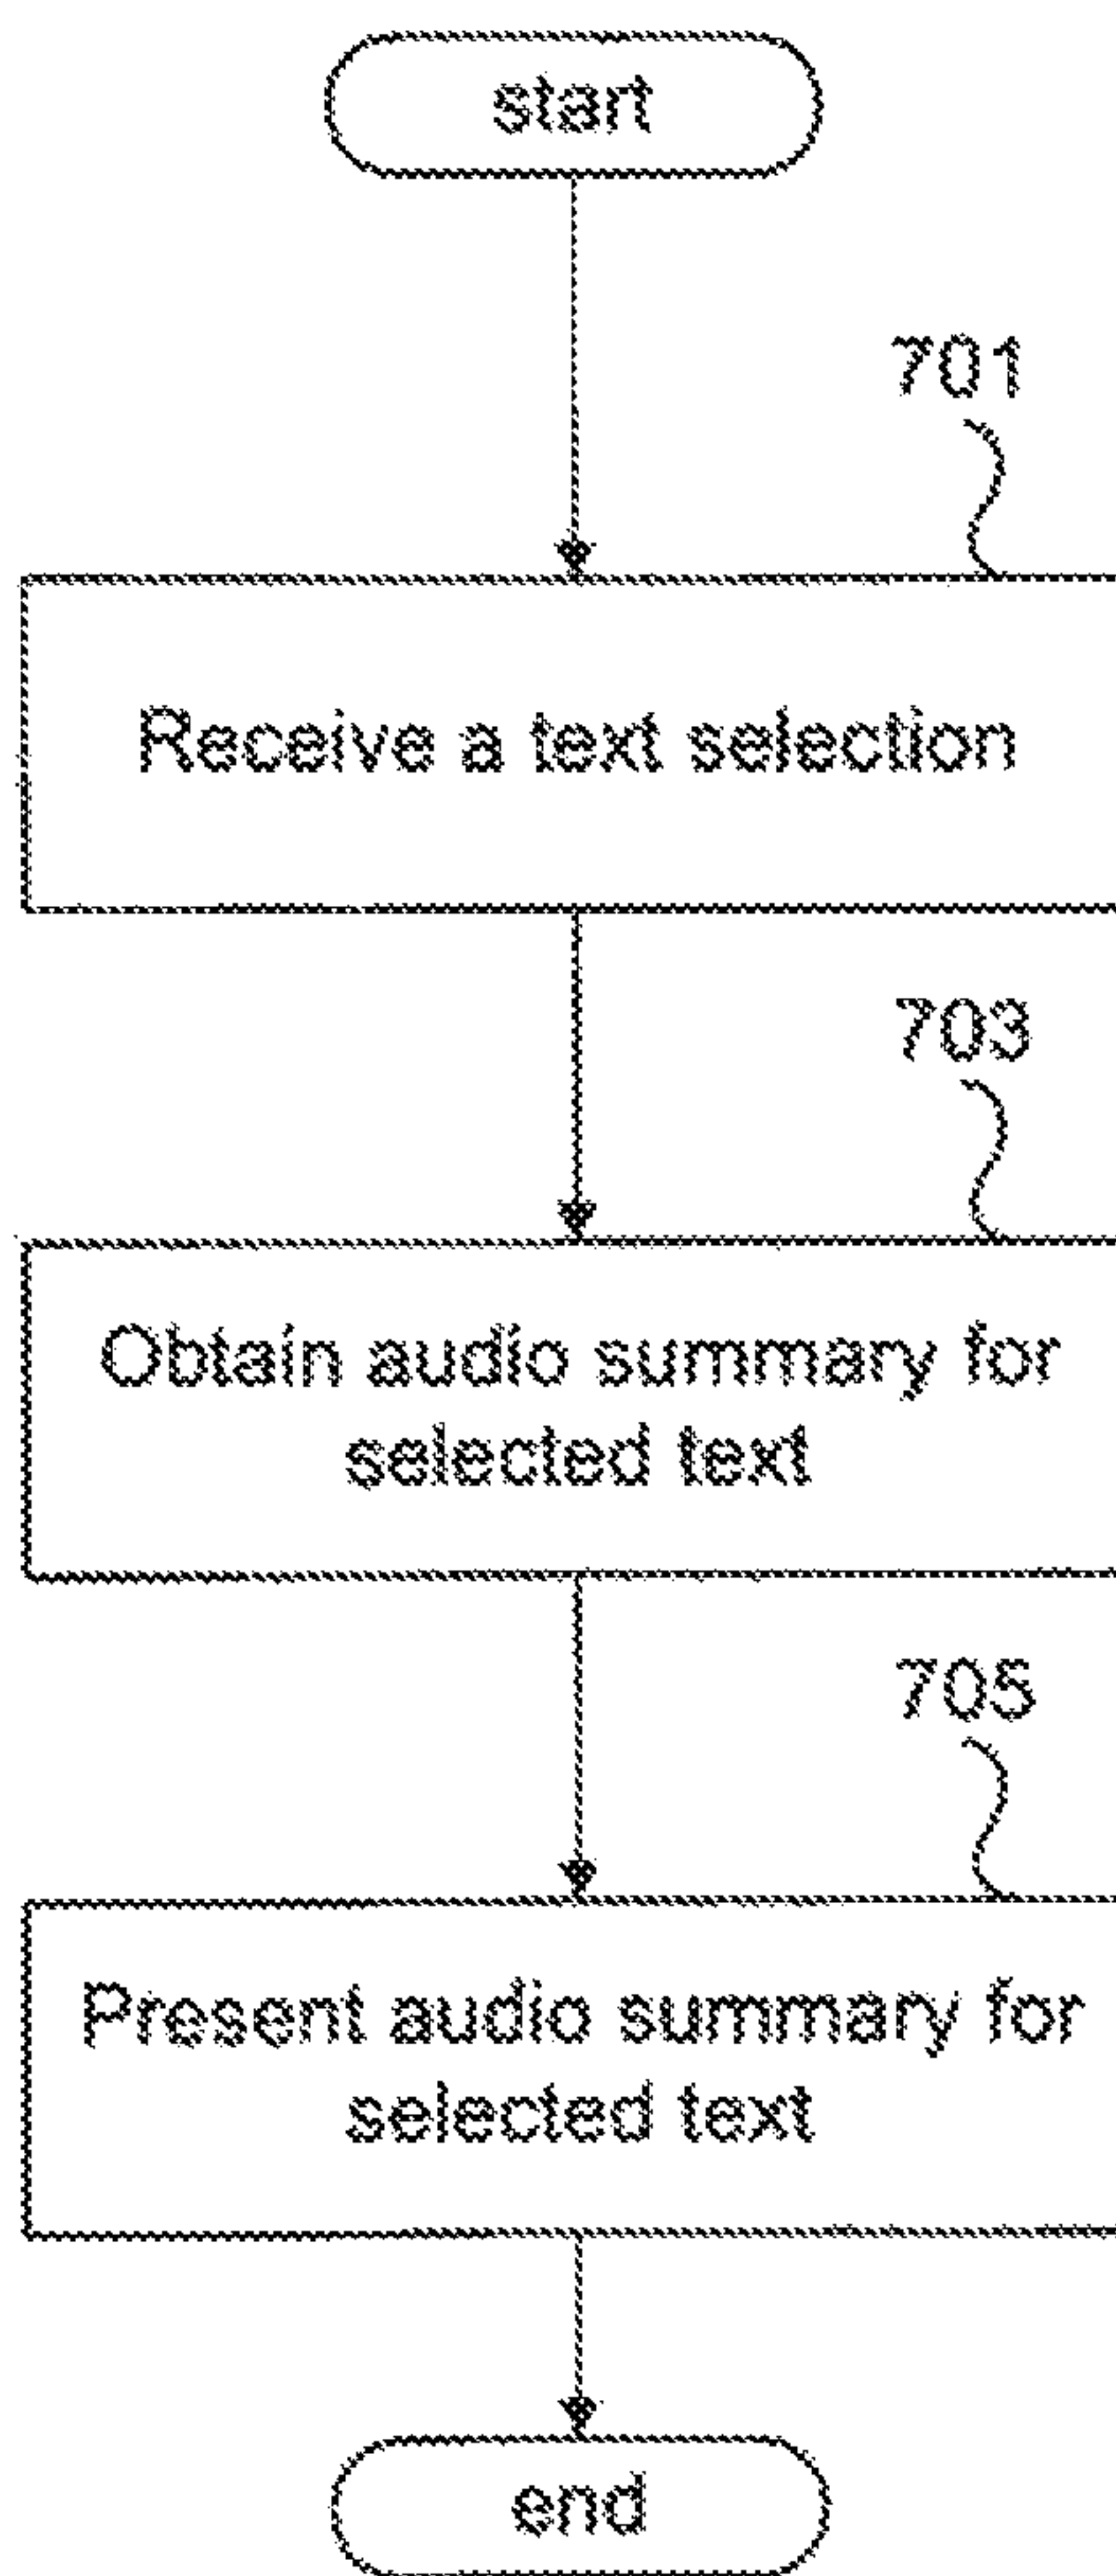 start
701
Receive a text selection
703
Obtain audio summary for
selected text
705
Present audio summary for
selected text
end